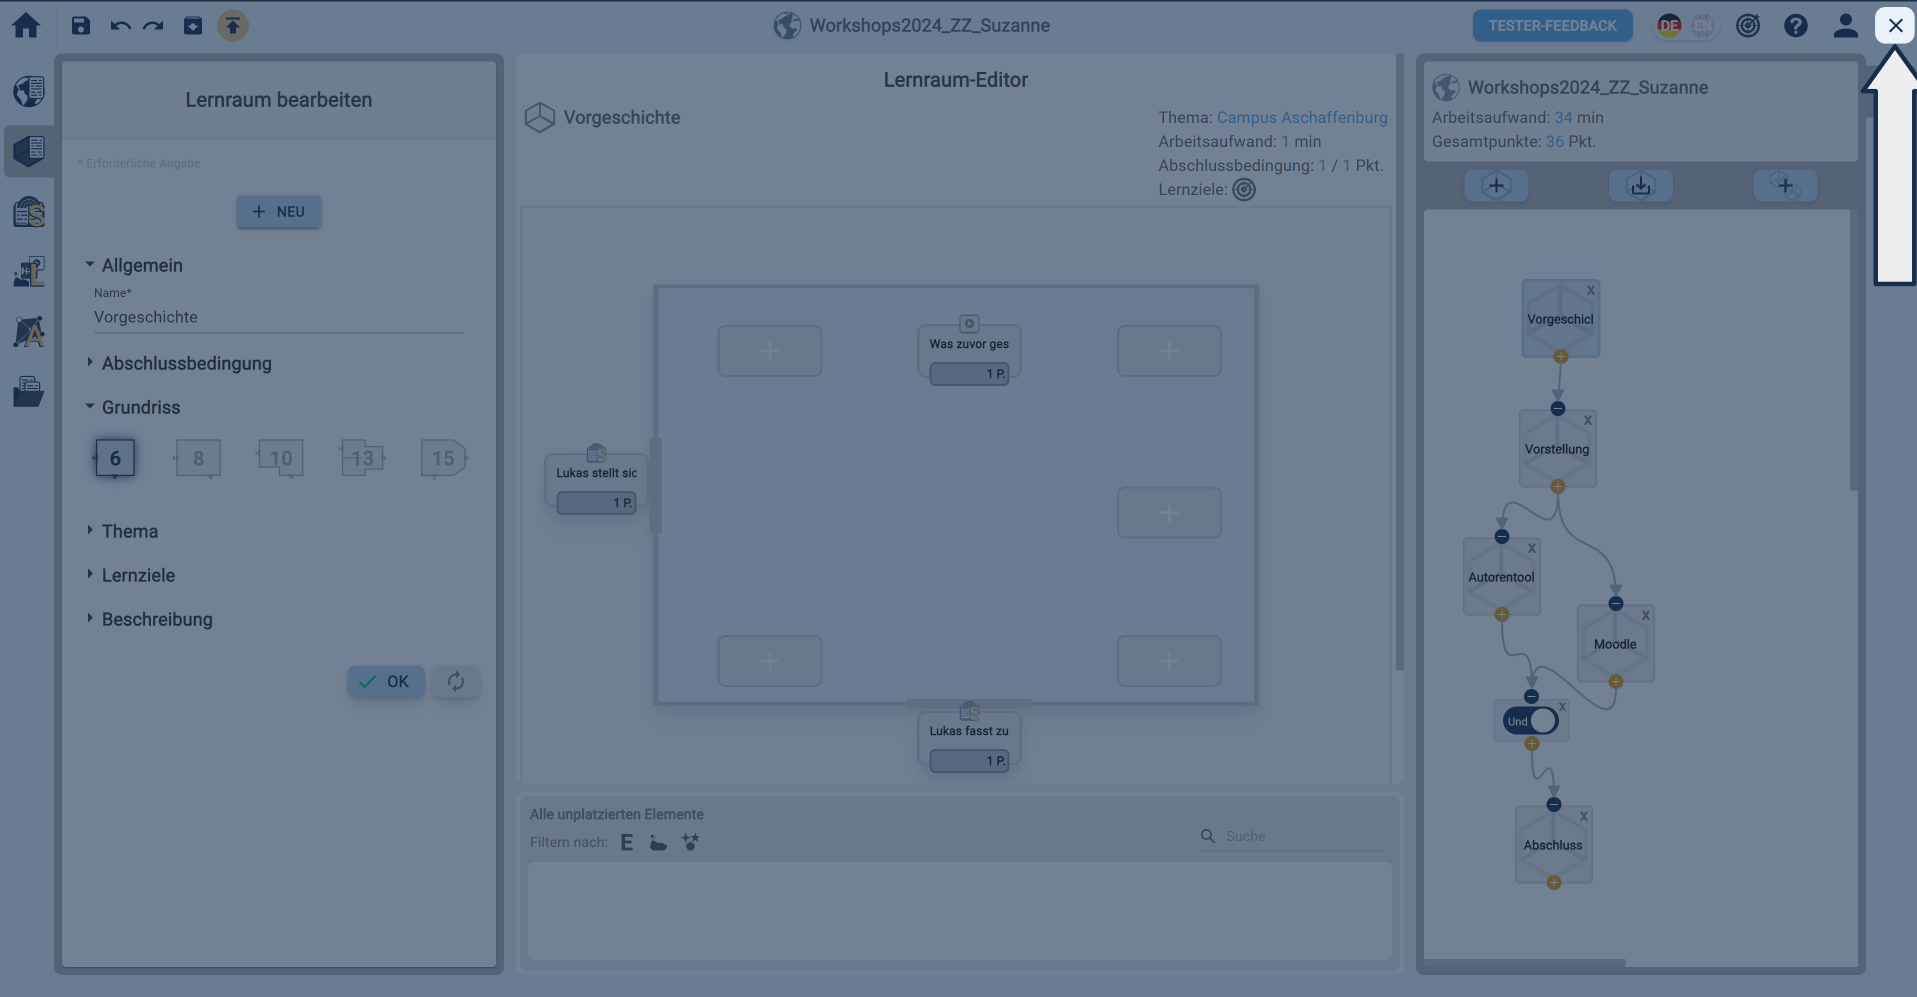 Workshops2024_ZZ_Suzanne
TESTER-FEEDBACK
DE
EN
Lernraum bearbeiten
* Erforderliche Angabe
NEU
Allgemein
Name*
Vorgeschichte
Abschlussbedingung
Grundriss
6
8
10
13
15
Thema
Lernziele
Beschreibung
OK
Lernraum-Editor
Vorgeschichte
Thema: Campus Aschaffenburg
Arbeitsaufwand: 1 min
Abschlussbedingung: 1 / 1 Pkt.
Lernziele:
Was zuvor ges
1 P.
Lukas stellt sic
1 P.
Lukas fasst zu
1 P.
Alle unplatzierten Elemente
Filtern nach: E
Suche
Workshops2024_ZZ_Suzanne
Arbeitsaufwand: 34 min
Gesamtpunkte: 36 Pkt.
X
Vorgeschicl
X
Vorstellung
X
Autorentool
X
Moodle
X
Und
X
Abschluss